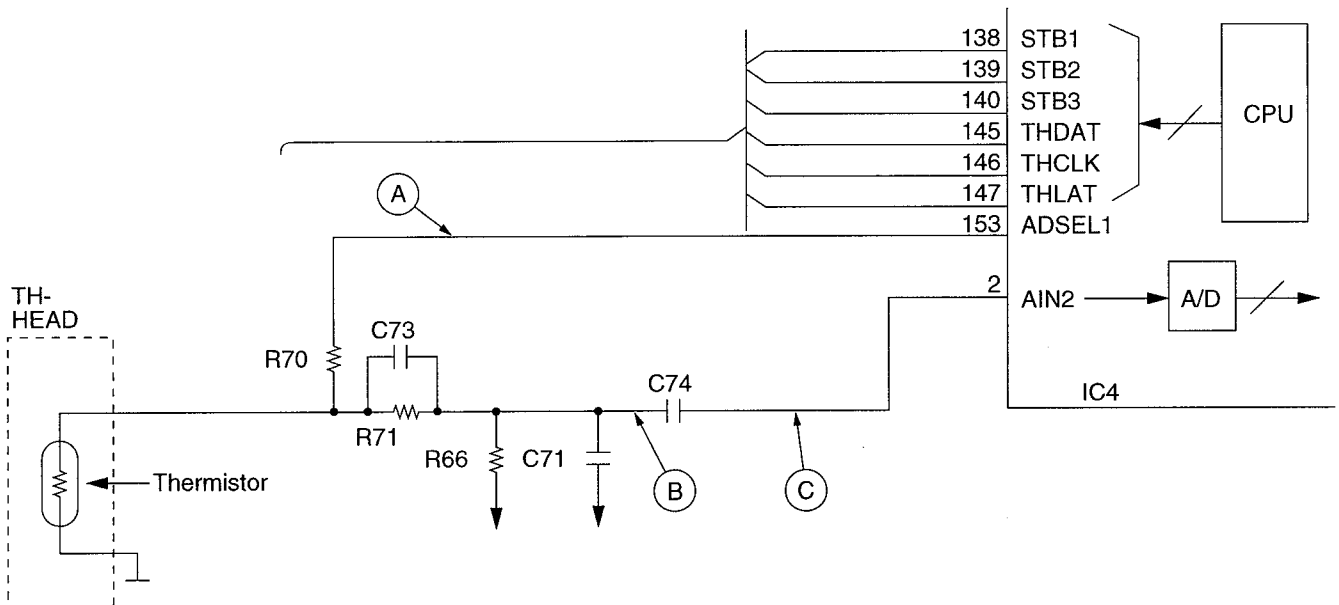 138 STB1
139 STB2
140 STB3
145 THDAT
146 THCLK
147 THLAT
153 ADSEL1
CPU
A
2 AIN2
A/D
TH-
HEAD
C73
R70
C74
IC4
R71
R66
C71
Thermistor
B
C